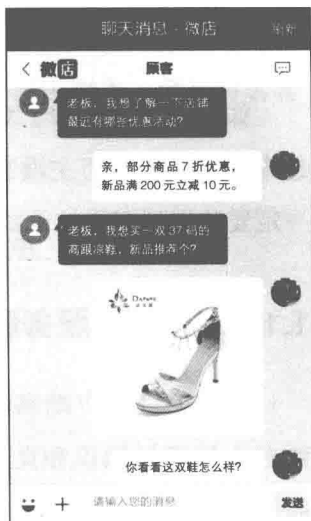 聊天消息 · 微店
刷新
微店
顾客
老板,我想了解一下店铺
最近有哪些优惠活动?
亲,部分商品 7 折优惠,
新品满 200 元立减 10 元。
老板,我想买一双 37 码的
高跟凉鞋,新品推荐个?
你看看这双鞋怎么样?
请输入您的消息
发送